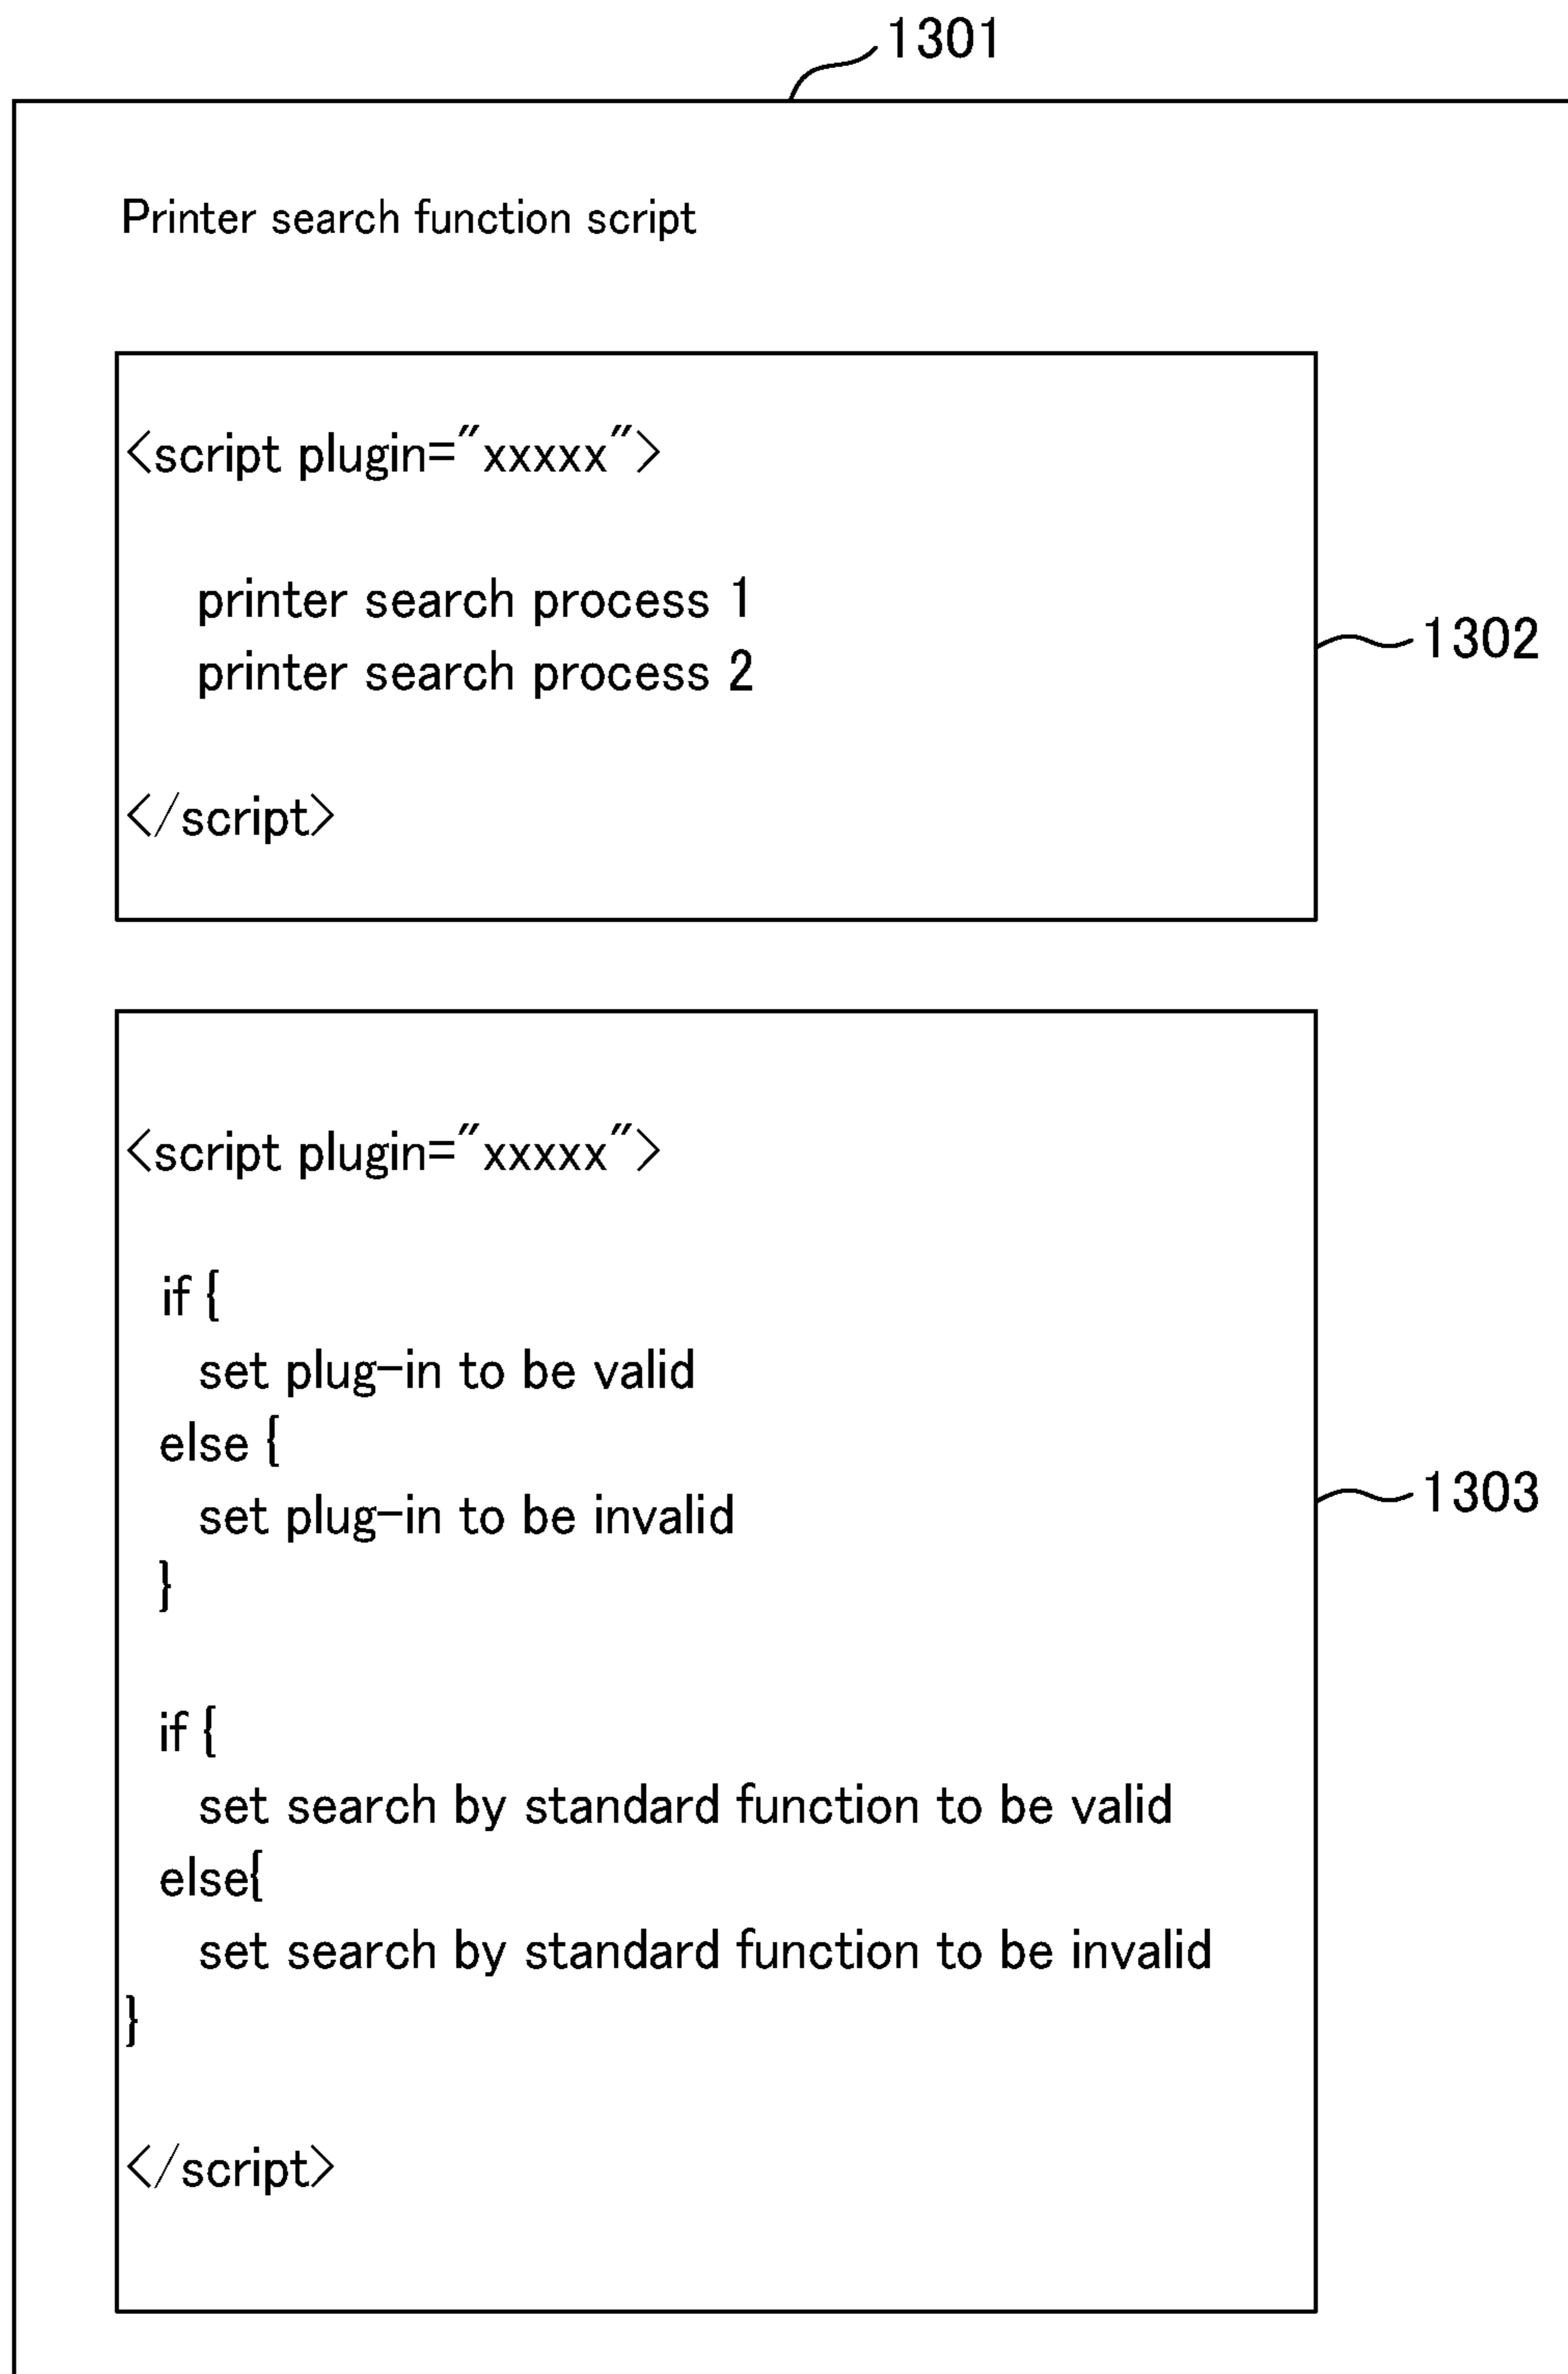 1301
Printer search function script
<script plugin="xxxxx">
printer search process 1
1302
printer search process 2
</script>
<script plugin="xxxxx">
if {
set plug-in to be valid
else {
1303
set plug-in to be invalid
}
if {
set search by standard function to be valid
else{
set search by standard function to be invalid
}
</script>